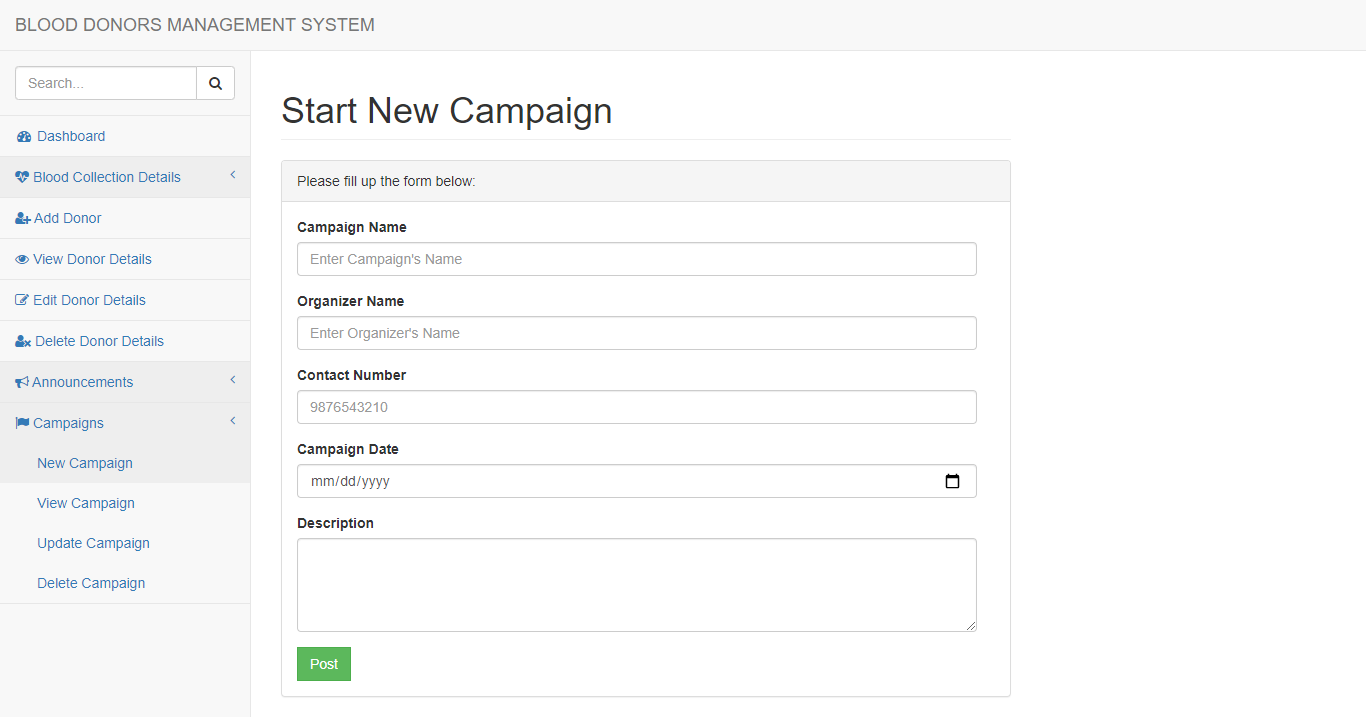 BLOOD DONORS MANAGEMENT SYSTEM
Search...
Dashboard
Blood Collection Details
Add Donor
View Donor Details
Edit Donor Details
Delete Donor Details
Announcements
Campaigns
New Campaign
View Campaign
Update Campaign
Delete Campaign
Start New Campaign
Please fill up the form below:
Campaign Name
Enter Campaign's Name
Organizer Name
Enter Organizer's Name
Contact Number
9876543210
Campaign Date
mm/dd/yyyy
Description
Post